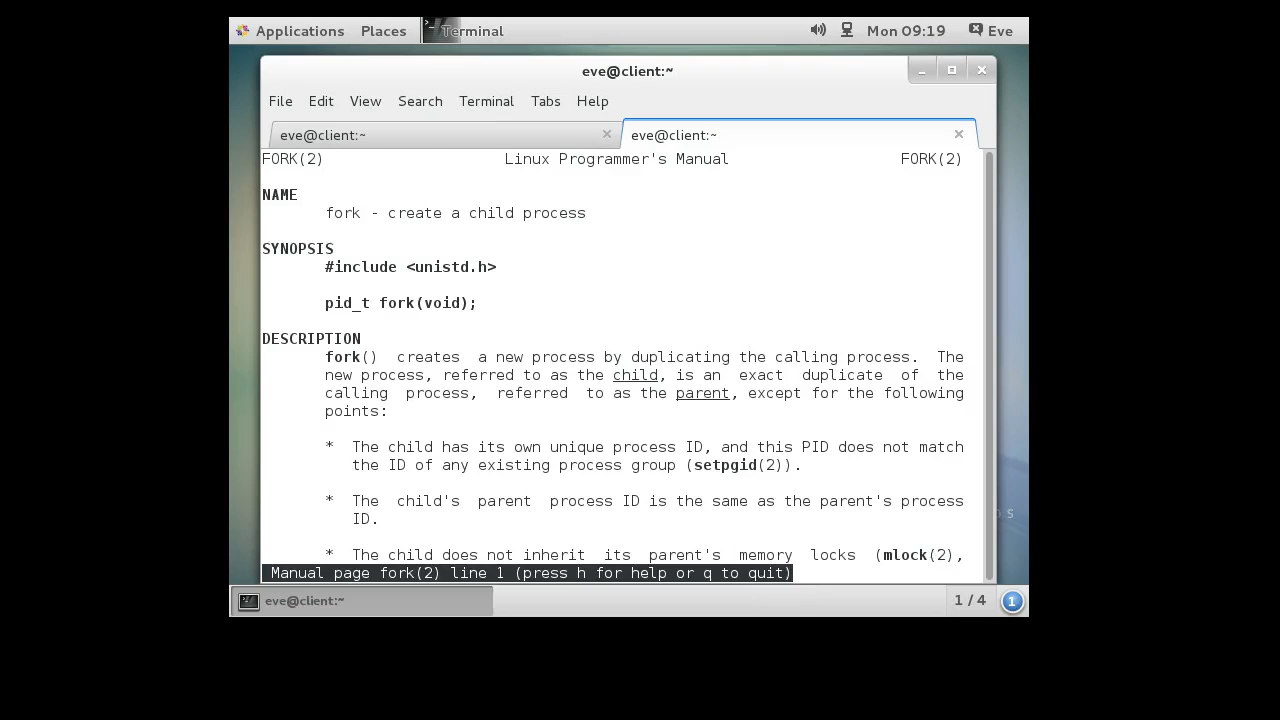 Applications Places Terminal Mon 09:19 Eve
eve@client:~
File Edit View Search Terminal Tabs Help
eve@client:~ eve@client:~
FORK(2) Linux Programmer's Manual FORK(2)
NAME
fork - create a child process
SYNOPSIS
#include <unistd.h>
pid_t fork(void);
DESCRIPTION
fork() creates a new process by duplicating the calling process. The
new process, referred to as the child, is an exact duplicate of the
calling process, referred to as the parent, except for the following
points:
* The child has its own unique process ID, and this PID does not match
the ID of any existing process group (setpgid(2)).
* The child's parent process ID is the same as the parent's process
ID.
* The child does not inherit its parent's memory locks (mlock(2),
Manual page fork(2) line 1 (press h for help or q to quit)
eve@client:~ 1 / 4 1